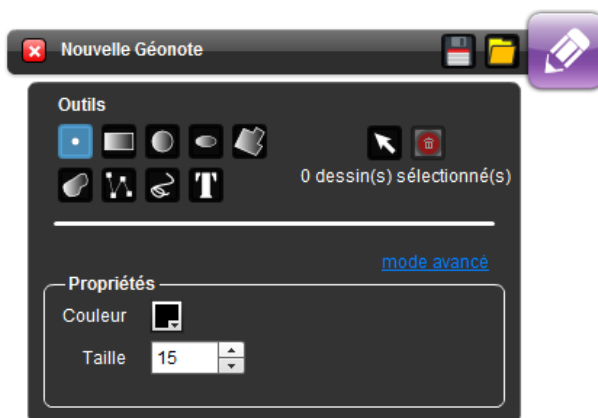 Nouvelle Géonote
Outils
T
0 dessin(s) sélectionné(s)
mode avancé
Propriétés
Couleur
Taille 15